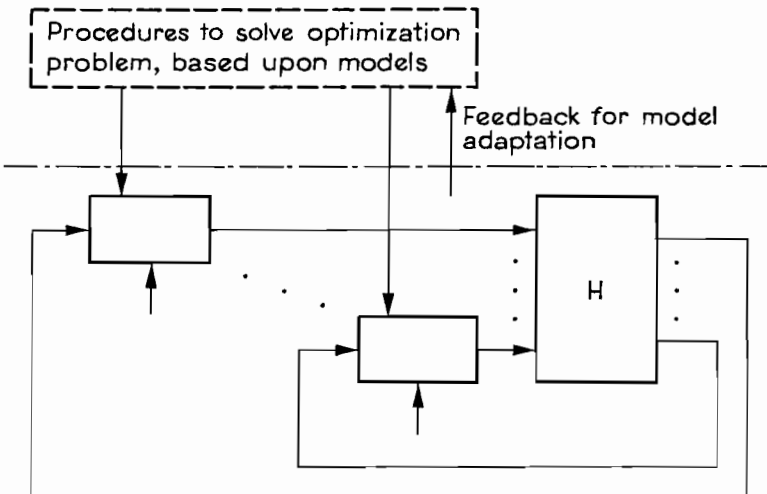 Procedures to solve optimization
problem, based upon models
Feedback for model
adaptation
H